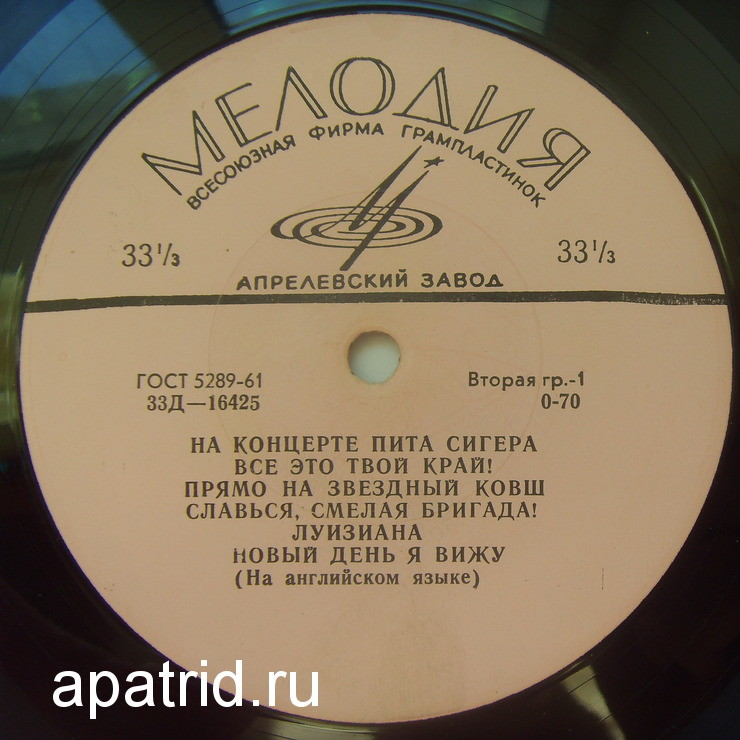 МЕЛОДИЯ
ВСЕСОЮЗНАЯ ФИРМА ГРАМПЛАСТИНОК
33⅓ 33⅓
АПРЕЛЕВСКИЙ ЗАВОД
ГОСТ 5289-61 Вторая гр.-1
33Д—16425 0-70
НА КОНЦЕРТЕ ПИТА СИГЕРА
ВСЕ ЭТО ТВОЙ КРАЙ!
ПРЯМО НА ЗВЕЗДНЫЙ КОВШ
СЛАВЬСЯ, СМЕЛАЯ БРИГАДА!
ЛУИЗИАНА
НОВЫЙ ДЕНЬ Я ВИЖУ
(На английском языке)
apatrid.ru